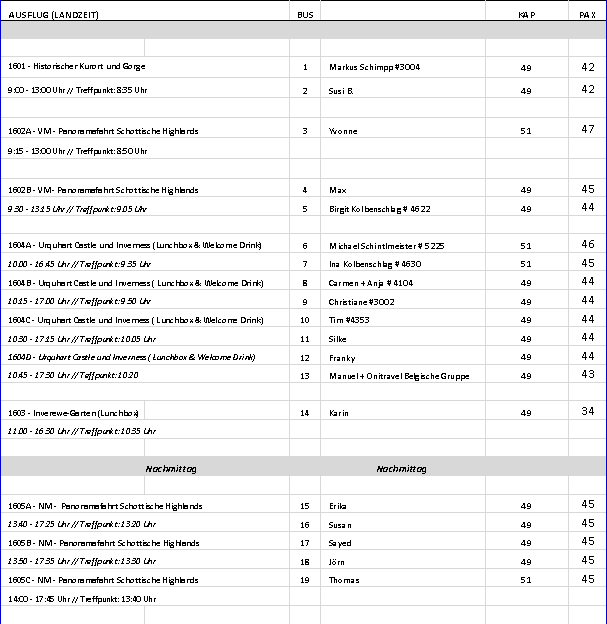 AUSFLUG (LANDZEIT) BUS KAP PAX
1601 - Historischer Kurort und Gorge 1 Markus Schimpp #3004 49 42
9:00 - 13:00 Uhr // Treffpunkt: 8:35 Uhr 2 Susi B. 49 42
1602A - VM - Panoramafahrt Schottische Highlands 3 Yvonne 51 47
9:15 - 13:00 Uhr // Treffpunkt: 8:50 Uhr
1602B - VM - Panoramafahrt Schottische Highlands 4 Max 49 45
9:30 - 13:15 Uhr // Treffpunkt: 9:05 Uhr 5 Birgit Kolbenschlag # 4622 49 44
1604A - Urquhart Castle und Inverness ( Lunchbox & Welcome Drink) 6 Michael Schintlmeister # 5225 51 46
10:00 - 16:45 Uhr // Treffpunkt: 9:35 Uhr 7 Ina Kolbenschlag # 4630 51 45
1604B - Urquhart Castle und Inverness ( Lunchbox & Welcome Drink) 8 Carmen + Anja # 4104 49 44
10:15 - 17:00 Uhr // Treffpunkt: 9:50 Uhr 9 Christiane #3002 49 44
1604C - Urquhart Castle und Inverness ( Lunchbox & Welcome Drink) 10 Tim #4353 49 44
10:30 - 17:15 Uhr // Treffpunkt: 10:05 Uhr 11 Silke 49 44
1604D - Urquhart Castle und Inverness ( Lunchbox & Welcome Drink) 12 Franky 49 44
10:45 - 17:30 Uhr // Teffpunkt: 10:20 13 Manuel + Onitravel Belgische Gruppe 49 43
1603 - Inverewe-Garten (Lunchbox) 14 Karin 49 34
11:00 - 16:30 Uhr // Treffpunkt: 10:35 Uhr
Nachmittag Nachmittag
1605A - NM - Panoramafahrt Schottische Highlands 15 Erika 49 45
13:40 - 17:25 Uhr // Treffpunkt: 13:20 Uhr 16 Susan 49 45
1605B - NM - Panoramafahrt Schottische Highlands 17 Sayed 49 45
13:50 - 17:35 Uhr // Treffpunkt: 13:30 Uhr 18 Jörn 49 45
1605C - NM - Panoramafahrt Schottische Highlands 19 Thomas 51 45
14:00 - 17:45 Uhr // Treffpunkt: 13:40 Uhr